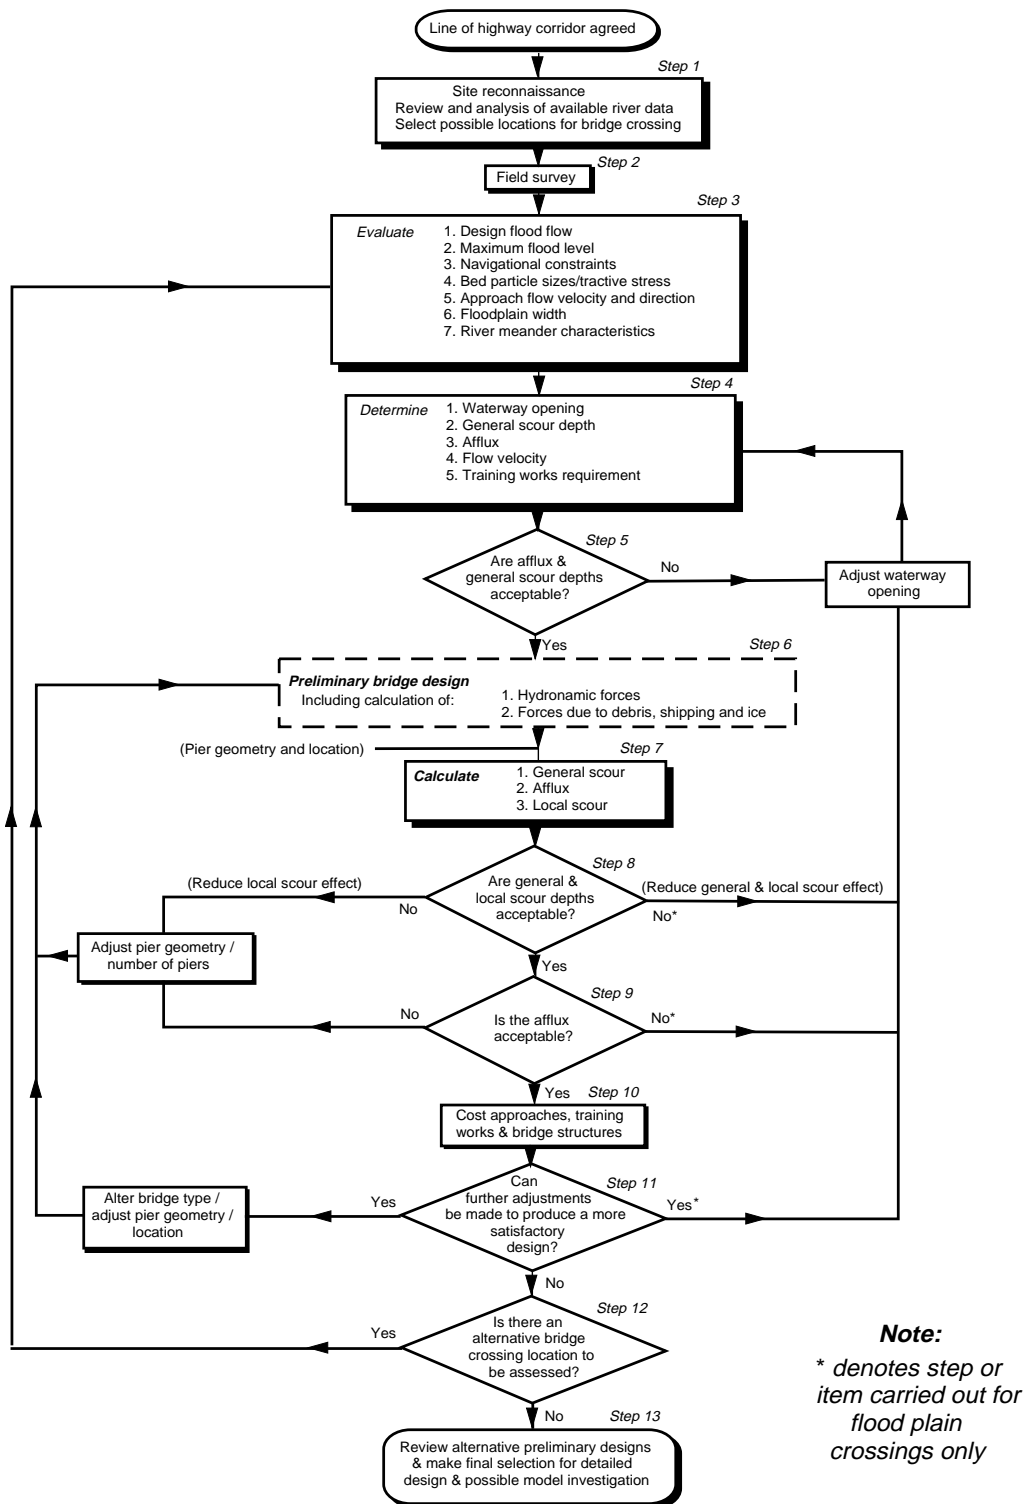 Line of highway corridor agreed
Step 1
Site reconnaissance
Review and analysis of available river data
Select possible locations for bridge crossing
Step 2
Field survey
Step 3
Evaluate 1. Design flood flow
2. Maximum flood level
3. Navigational constraints
4. Bed particle sizes/tractive stress
5. Approach flow velocity and direction
6. Floodplain width
7. River meander characteristics
Step 4
Determine 1. Waterway opening
2. General scour depth
3. Afflux
4. Flow velocity
5. Training works requirement
Step 5
Are afflux &
general scour depths
acceptable?
No
Adjust waterway
opening
Yes
Step 6
Preliminary bridge design
Including calculation of: 1. Hydronamic forces
2. Forces due to debris, shipping and ice
(Pier geometry and location)
Step 7
Calculate 1. General scour
2. Afflux
3. Local scour
Step 8
Are general &
local scour depths
acceptable?
(Reduce local scour effect)
No
(Reduce general & local scour effect)
No*
Adjust pier geometry /
number of piers
Yes
Step 9
Is the afflux
acceptable?
No
No*
Yes
Step 10
Cost approaches, training
works & bridge structures
Step 11
Can
further adjustments
be made to produce a more
satisfactory
design?
Yes
Yes*
Alter bridge type /
adjust pier geometry /
location
No
Step 12
Is there an
alternative bridge
crossing location to
be assessed?
Yes
No
Step 13
Review alternative preliminary designs
& make final selection for detailed
design & possible model investigation
Note:
* denotes step or
item carried out for
flood plain
crossings only